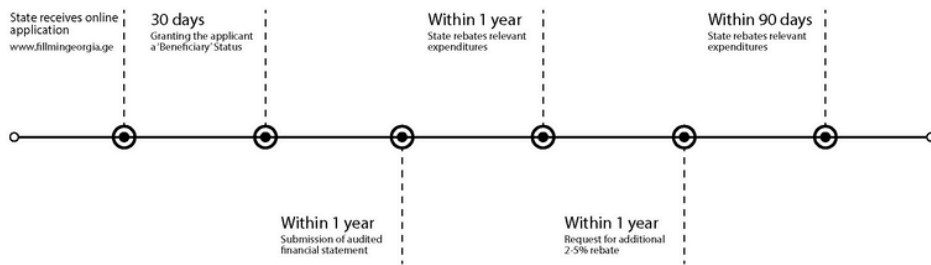 State receives online
application
www.fillmingeorgia.ge
30 days
Granting the applicant
a 'Beneficiary' Status
Within 1 year
Submission of audited
financial statement
Within 1 year
State rebates relevant
expenditures
Within 1 year
Request for additional
2-5% rebate
Within 90 days
State rebates relevant
expenditures